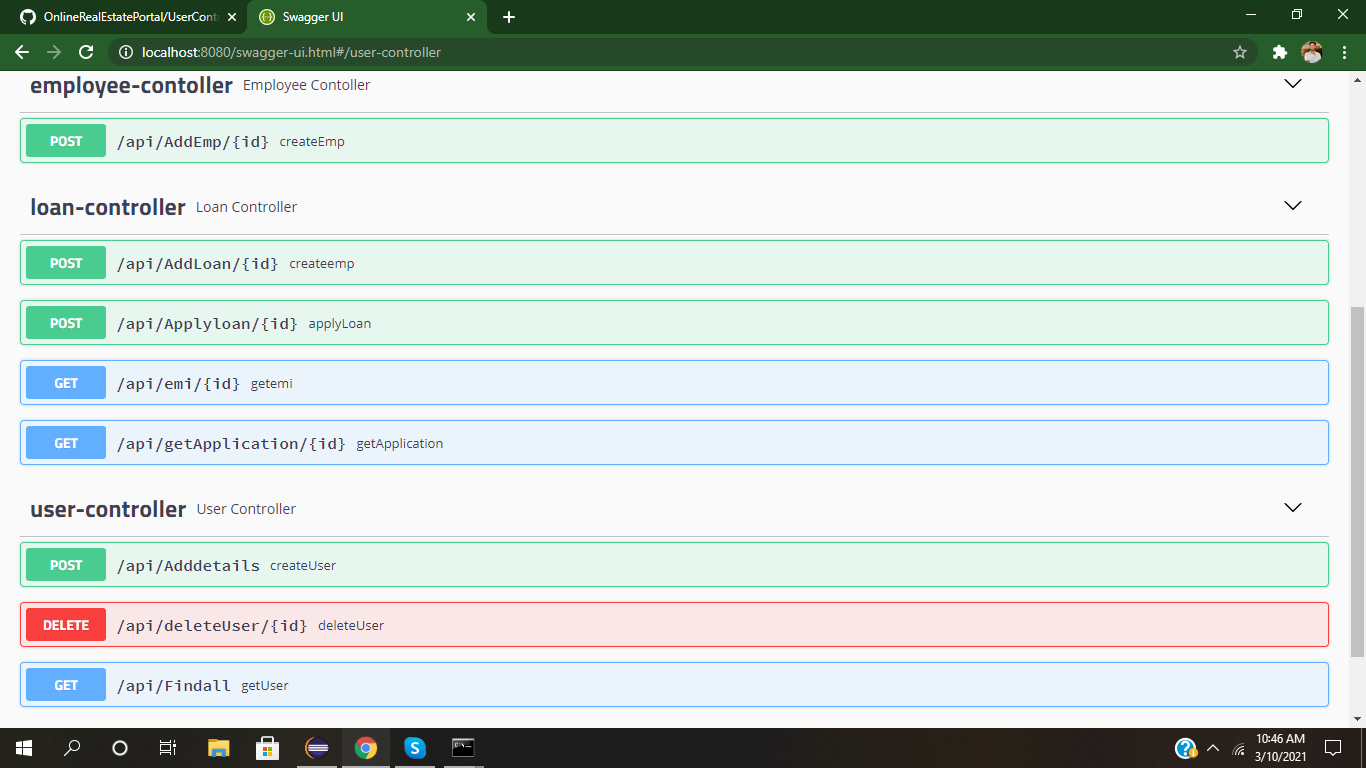 OnlineRealEstatePortal/UserCont
Swagger UI
localhost:8080/swagger-ui.html#/user-controller
employee-contoller Employee Contoller
POST /api/AddEmp/{id} createEmp
loan-controller Loan Controller
POST /api/AddLoan/{id} createemp
POST /api/Applyloan/{id} applyLoan
GET /api/emi/{id} getemi
GET /api/getApplication/{id} getApplication
user-controller User Controller
POST /api/Adddetails createUser
DELETE /api/deleteUser/{id} deleteUser
GET /api/Findall getUser
10:46 AM
3/10/2021